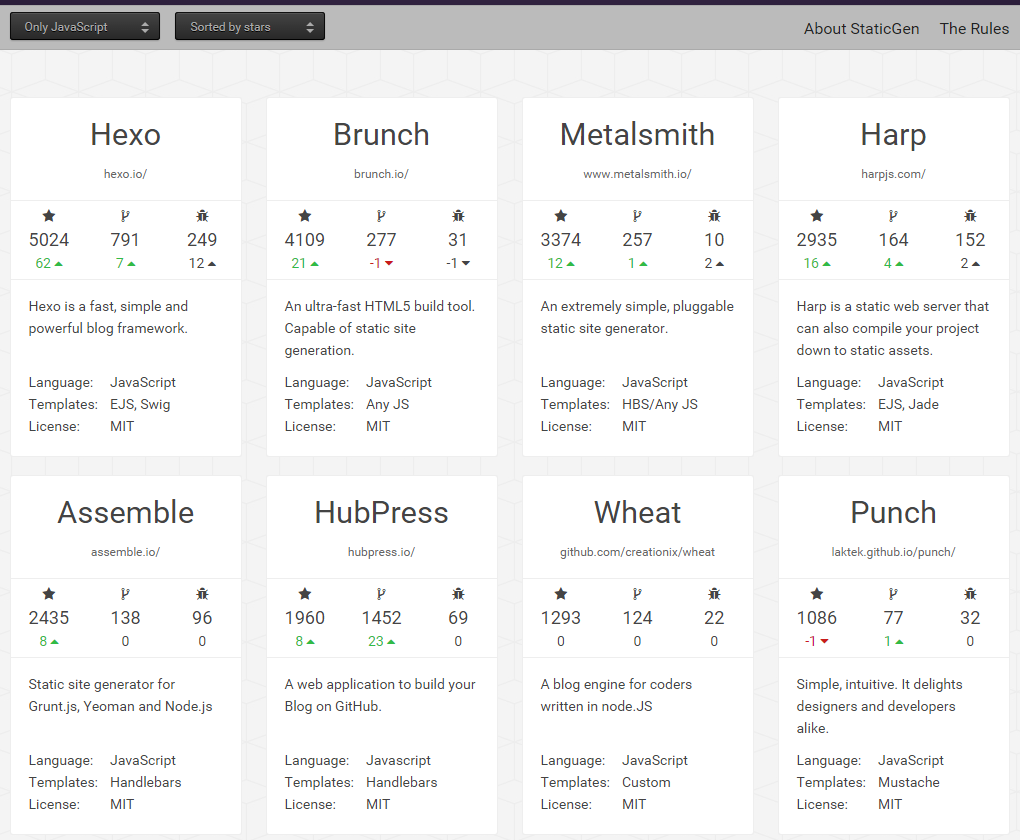 Only JavaScript Sorted by stars About StaticGen The Rules
Hexo
hexo.io/
5024 791 249
62 7 12
Hexo is a fast, simple and
powerful blog framework.
Language: JavaScript
Templates: EJS, Swig
License: MIT
Brunch
brunch.io/
4109 277 31
21 -1 -1
An ultra-fast HTML5 build tool.
Capable of static site
generation.
Language: JavaScript
Templates: Any JS
License: MIT
Metalsmith
www.metalsmith.io/
3374 257 10
12 1 2
An extremely simple, pluggable
static site generator.
Language: JavaScript
Templates: HBS/Any JS
License: MIT
Harp
harpjs.com/
2935 164 152
16 4 2
Harp is a static web server that
can also compile your project
down to static assets.
Language: JavaScript
Templates: EJS, Jade
License: MIT
Assemble
assemble.io/
2435 138 96
8 0 0
Static site generator for
Grunt.js, Yeoman and Node.js
Language: JavaScript
Templates: Handlebars
License: MIT
HubPress
hubpress.io/
1960 1452 69
8 23 0
A web application to build your
Blog on GitHub.
Language: Javascript
Templates: Handlebars
License: MIT
Wheat
github.com/creationix/wheat
1293 124 22
0 0 0
A blog engine for coders
written in node.JS
Language: JavaScript
Templates: Custom
License: MIT
Punch
laktek.github.io/punch/
1086 77 32
-1 1 0
Simple, intuitive. It delights
designers and developers
alike.
Language: JavaScript
Templates: Mustache
License: MIT